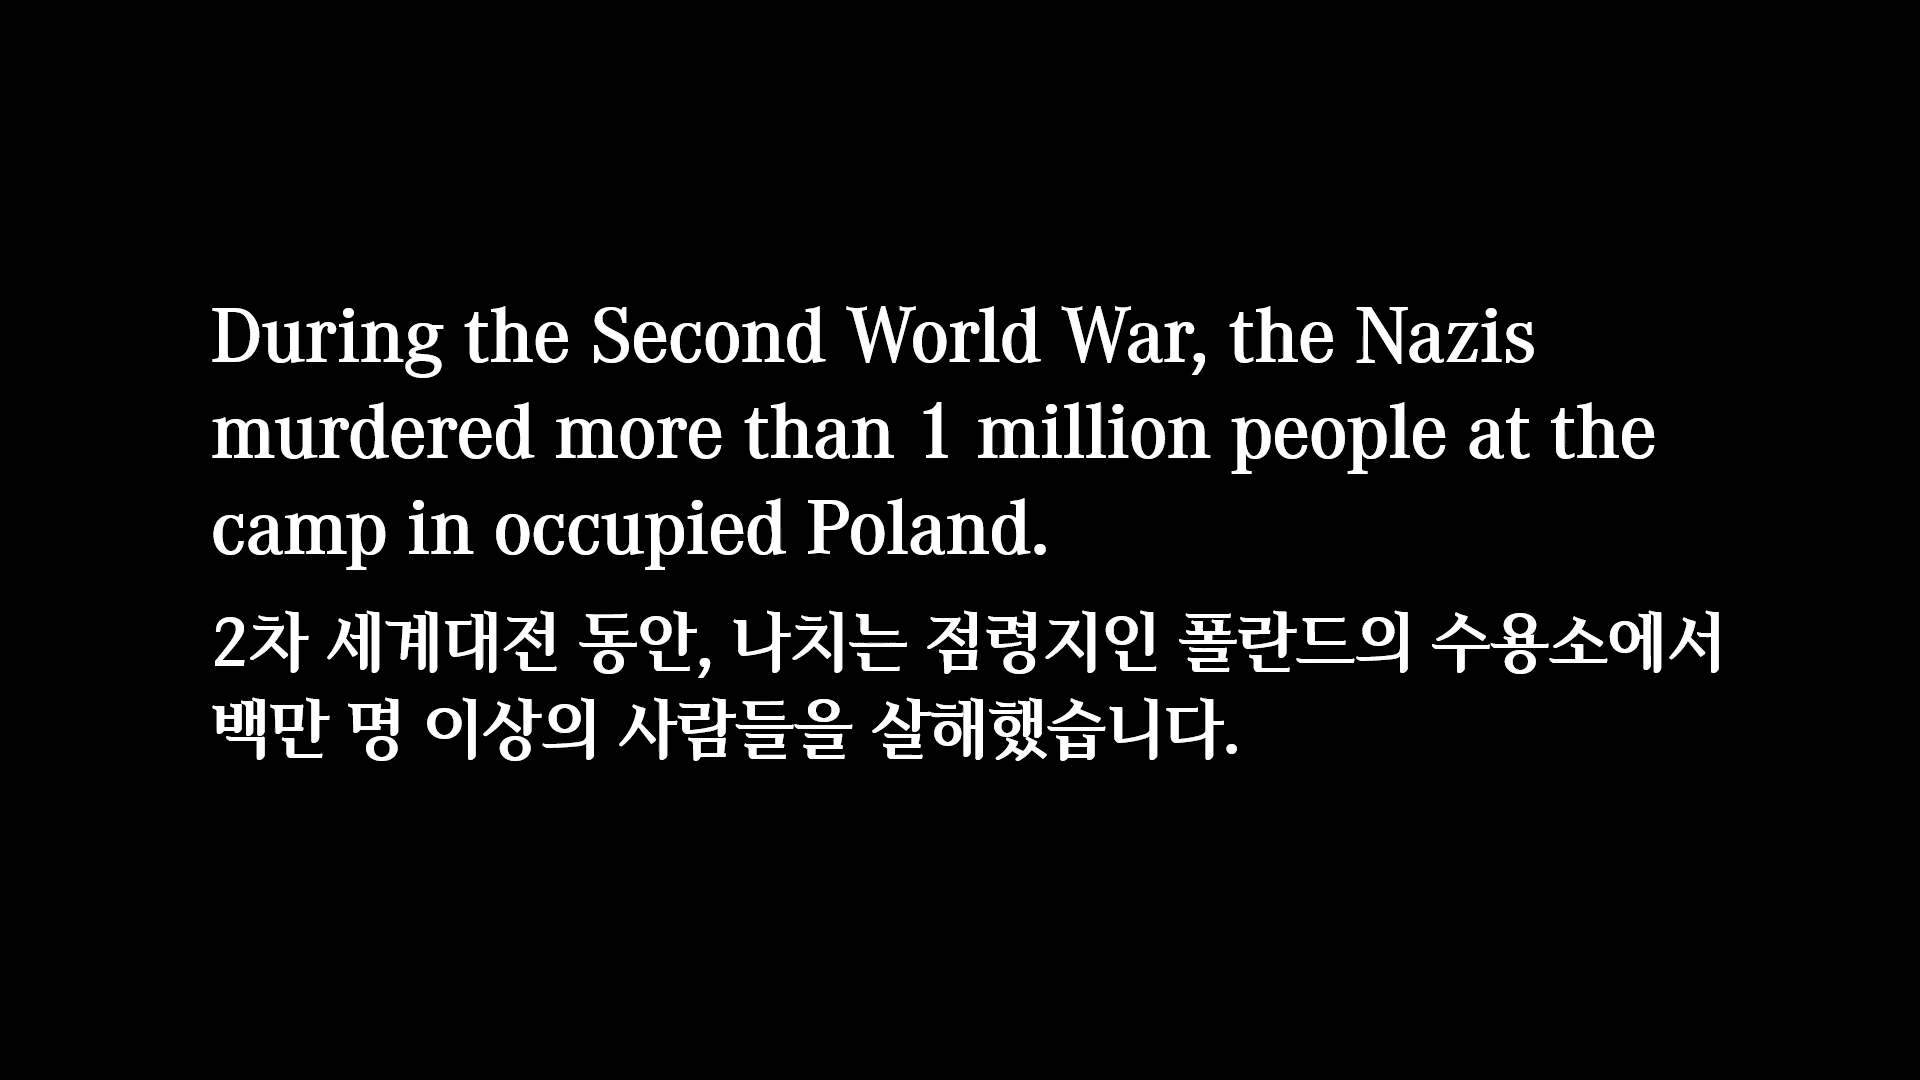 During the Second World War, the Nazis
murdered more than 1 million people at the
camp in occupied Poland.
2차 세계대전 동안, 나치는 점령지인 폴란드의 수용소에서
백만 명 이상의 사람들을 살해했습니다.